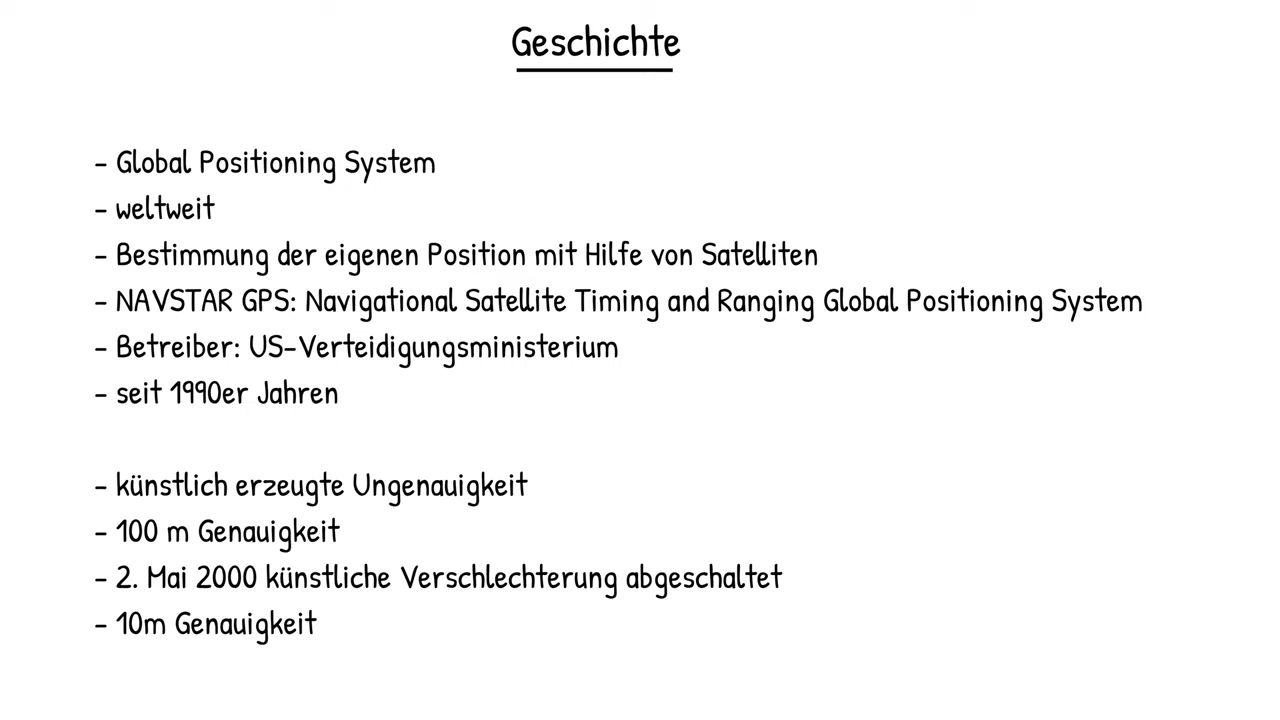 Geschichte
- Global Positioning System
- weltweit
- Bestimmung der eigenen Position mit Hilfe von Satelliten
- NAVSTAR GPS: Navigational Satellite Timing and Ranging Global Positioning System
- Betreiber: US-Verteidigungsministerium
- seit 1990er Jahren
- künstlich erzeugte Ungenauigkeit
- 100 m Genauigkeit
- 2. Mai 2000 künstliche Verschlechterung abgeschaltet
- 10m Genauigkeit